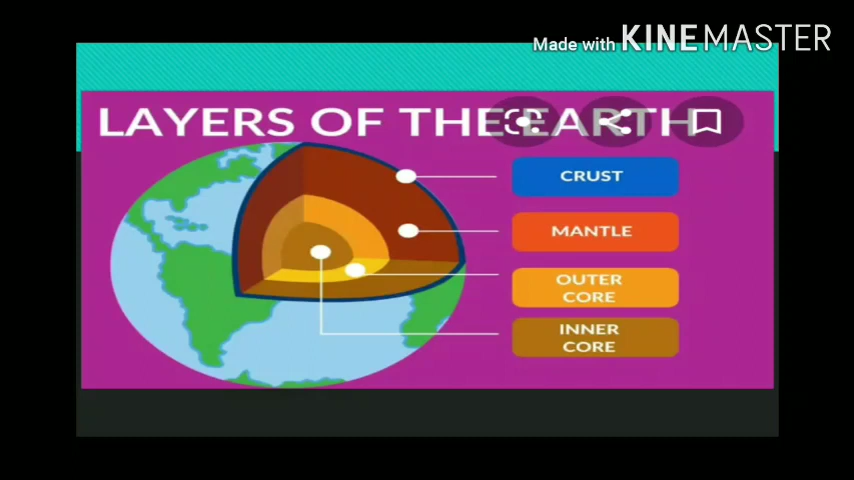 Made with KINEMASTER
LAYERS OF THE EARTH
CRUST
MANTLE
OUTER
CORE
INNER
CORE